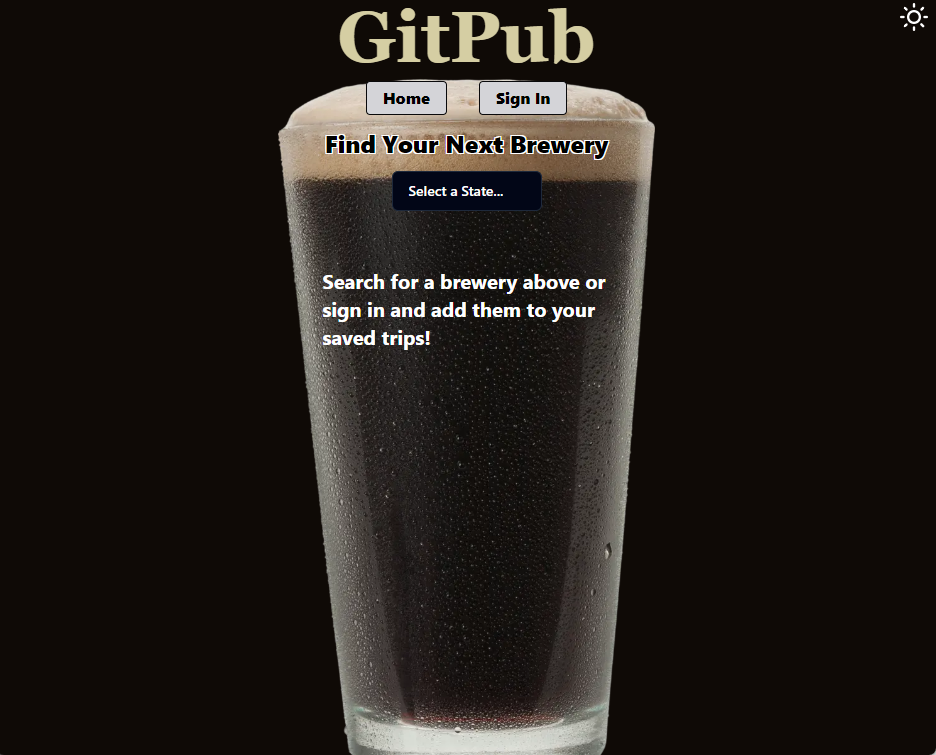 GitPub
Home Sign In
Find Your Next Brewery
Select a State...
Search for a brewery above or
sign in and add them to your
saved trips!